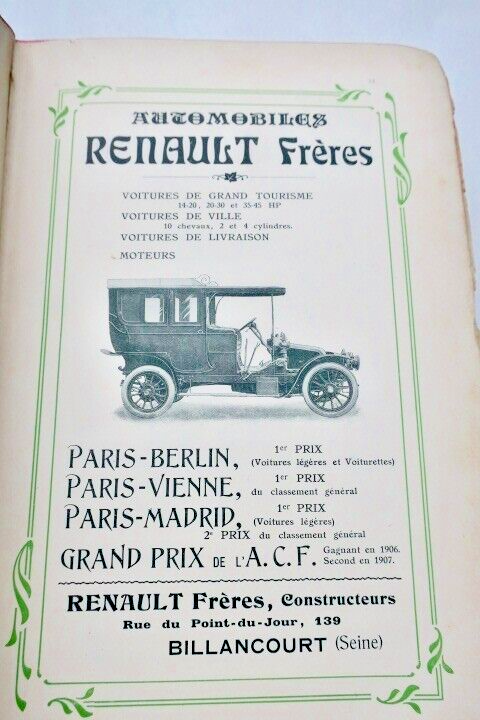 AUTOMOBILES
RENAULT Frères
VOITURES DE GRAND TOURISME
14-20, 20-30 et 35-45 HP
VOITURES DE VILLE
10 chevaux, 2 et 4 cylindres.
VOITURES DE LIVRAISON
MOTEURS
PARIS-BERLIN, 1er PRIX
(Voitures légères et Voiturettes)
PARIS-VIENNE, 1er PRIX
du classement général
PARIS-MADRID, 1er PRIX
(Voitures légères)
2e PRIX du classement général
GRAND PRIX DE L'A.C.F. Gagnant en 1906.
Second en 1907.
RENAULT Frères, Constructeurs
Rue du Point-du-Jour, 139
BILLANCOURT (Seine)